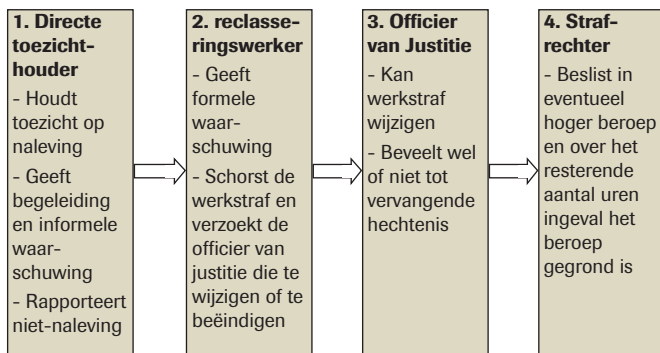 1. Directe
toezicht-
houder
- Houdt
toezicht op
naleving
- Geeft
begeleiding
en informele
waar-
schuwing
- Rapporteert
niet-naleving
2. reclasse-
ringswerker
- Geeft
formele
waar-
schuwing
- Schorst de
werkstraf en
verzoekt de
officier van
justitie die te
wijzigen of te
beëindigen
3. Officier
van Justitie
- Kan
werkstraf
wijzigen
- Beveelt wel
of niet tot
vervangende
hechtenis
4. Straf-
rechter
- Beslist in
eventueel
hoger beroep
en over het
resterende
aantal uren
ingeval het
beroep
gegrond is